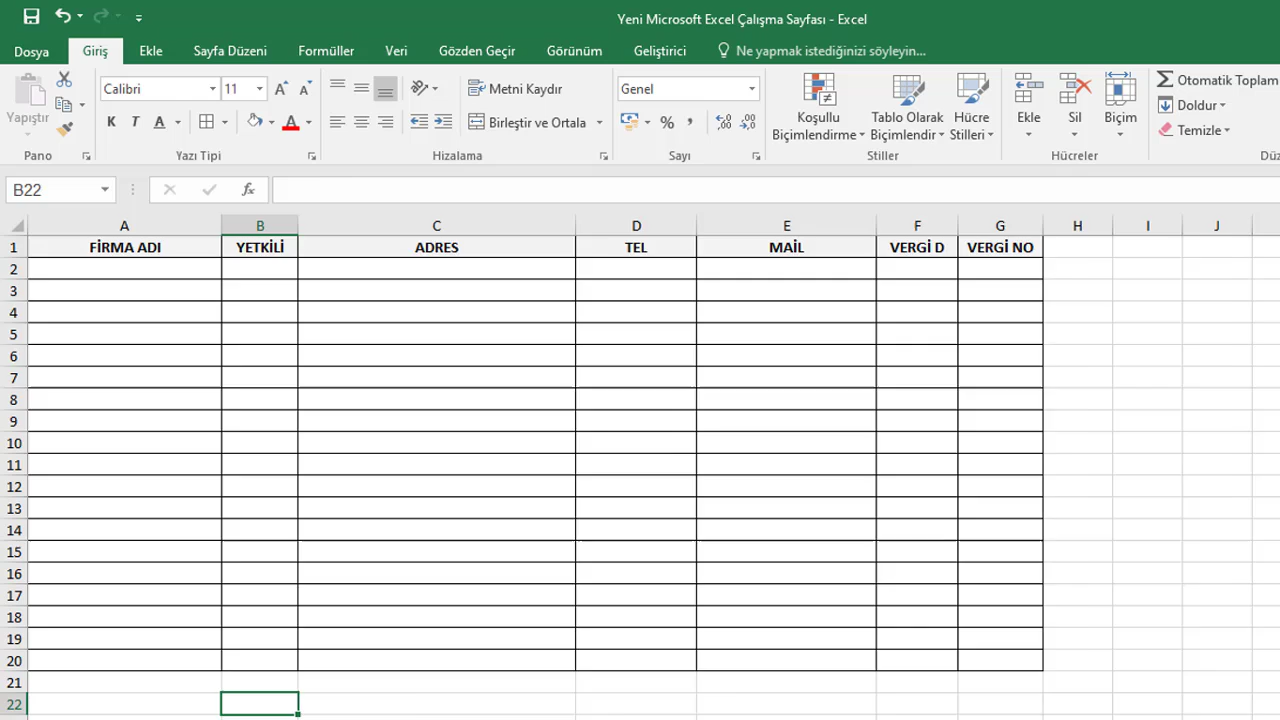 Yeni Microsoft Excel Çalışma Sayfası - Excel
Dosya Giriş Ekle Sayfa Düzeni Formüller Veri Gözden Geçir Görünüm Geliştirici Ne yapmak istediğinizi söyleyin...
Yapıştır
Pano
Calibri 11
K T A A
Yazı Tipi
Metni Kaydır
Birleştir ve Ortala
Hizalama
Genel
%
Sayı
Koşullu Biçimlendirme
Tablo Olarak Biçimlendir
Hücre Stilleri
Stiller
Ekle Sil Biçim
Hücreler
Otomatik Toplam
Doldur
Temizle
B22 fx
A B C D E F G H I J
1 FİRMA ADI YETKİLİ ADRES TEL MAİL VERGİ D VERGİ NO
2
3
4
5
6
7
8
9
10
11
12
13
14
15
16
17
18
19
20
21
22